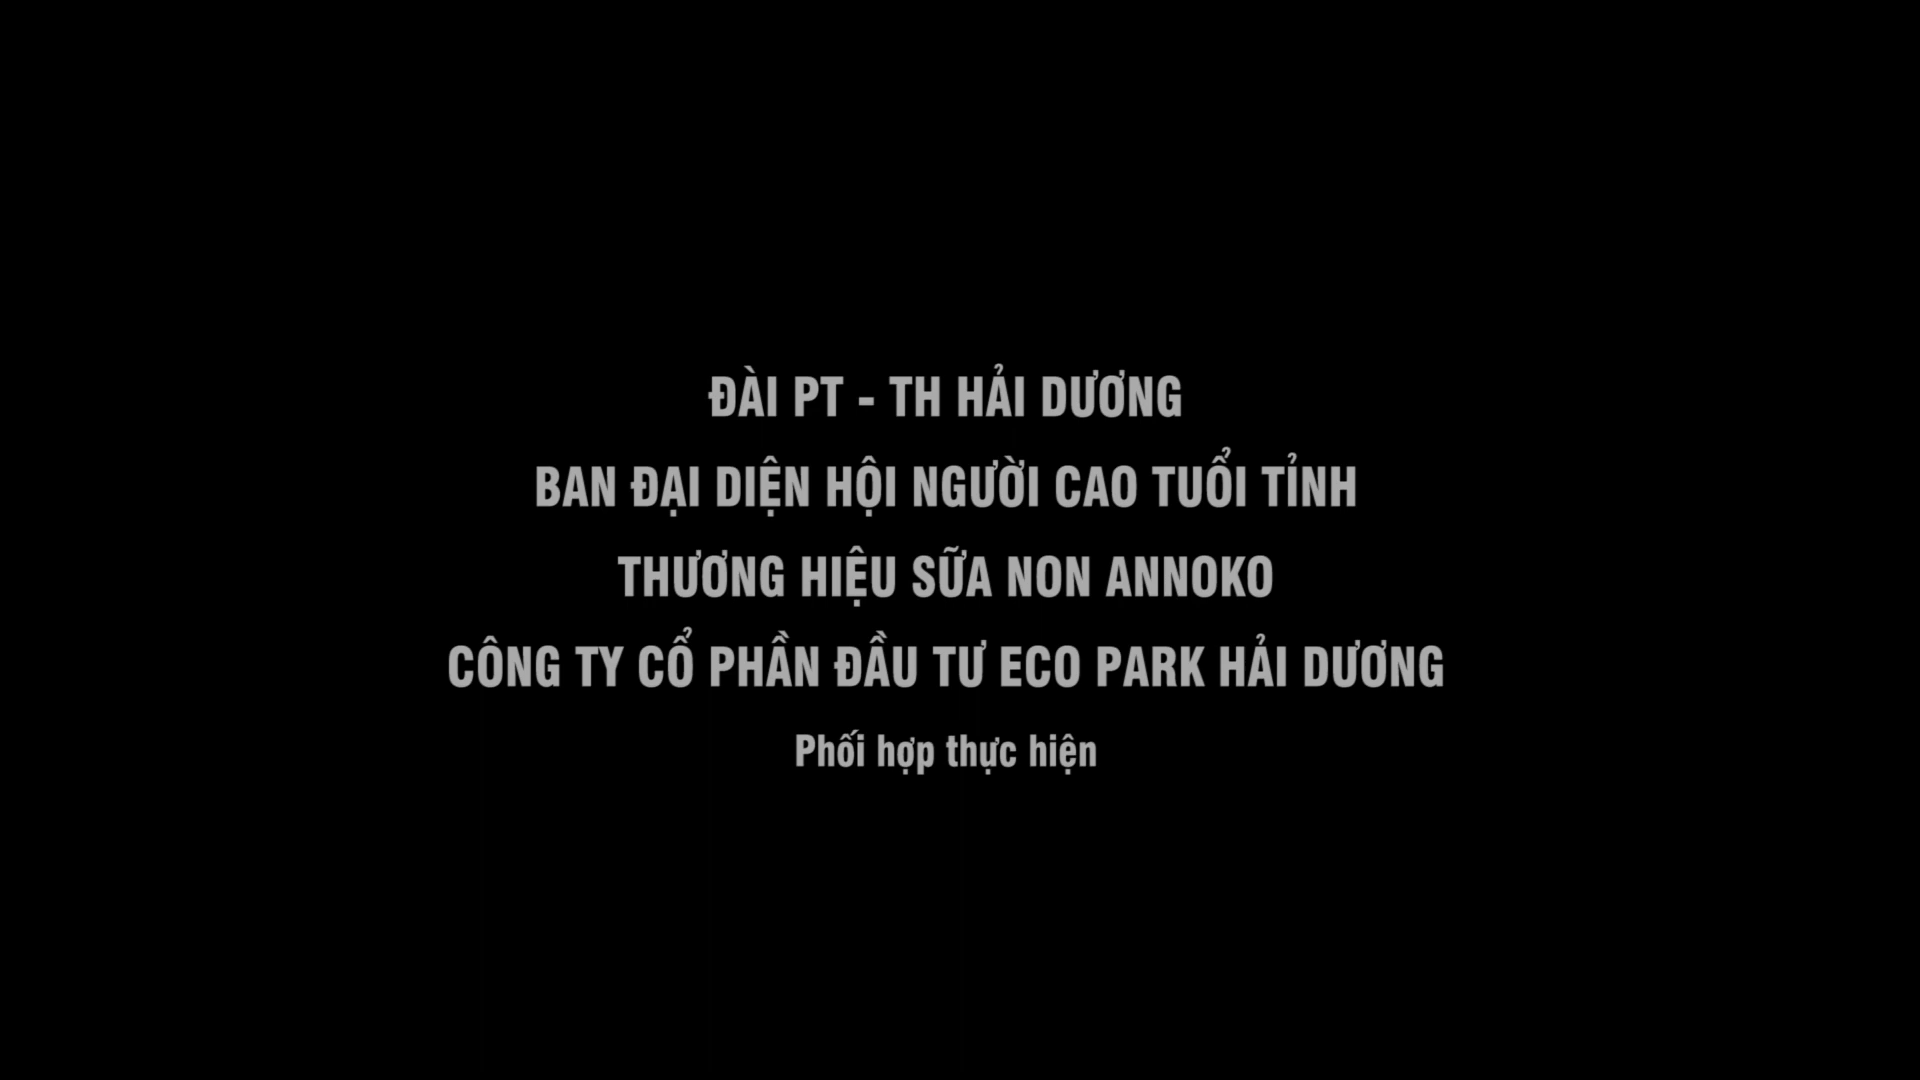 ĐÀI PT - TH HẢI DƯƠNG
BAN ĐẠI DIỆN HỘI NGƯỜI CAO TUỔI TỈNH
THƯƠNG HIỆU SỮA NON ANNOKO
CÔNG TY CỔ PHẦN ĐẦU TƯ ECO PARK HẢI DƯƠNG
Phối hợp thực hiện